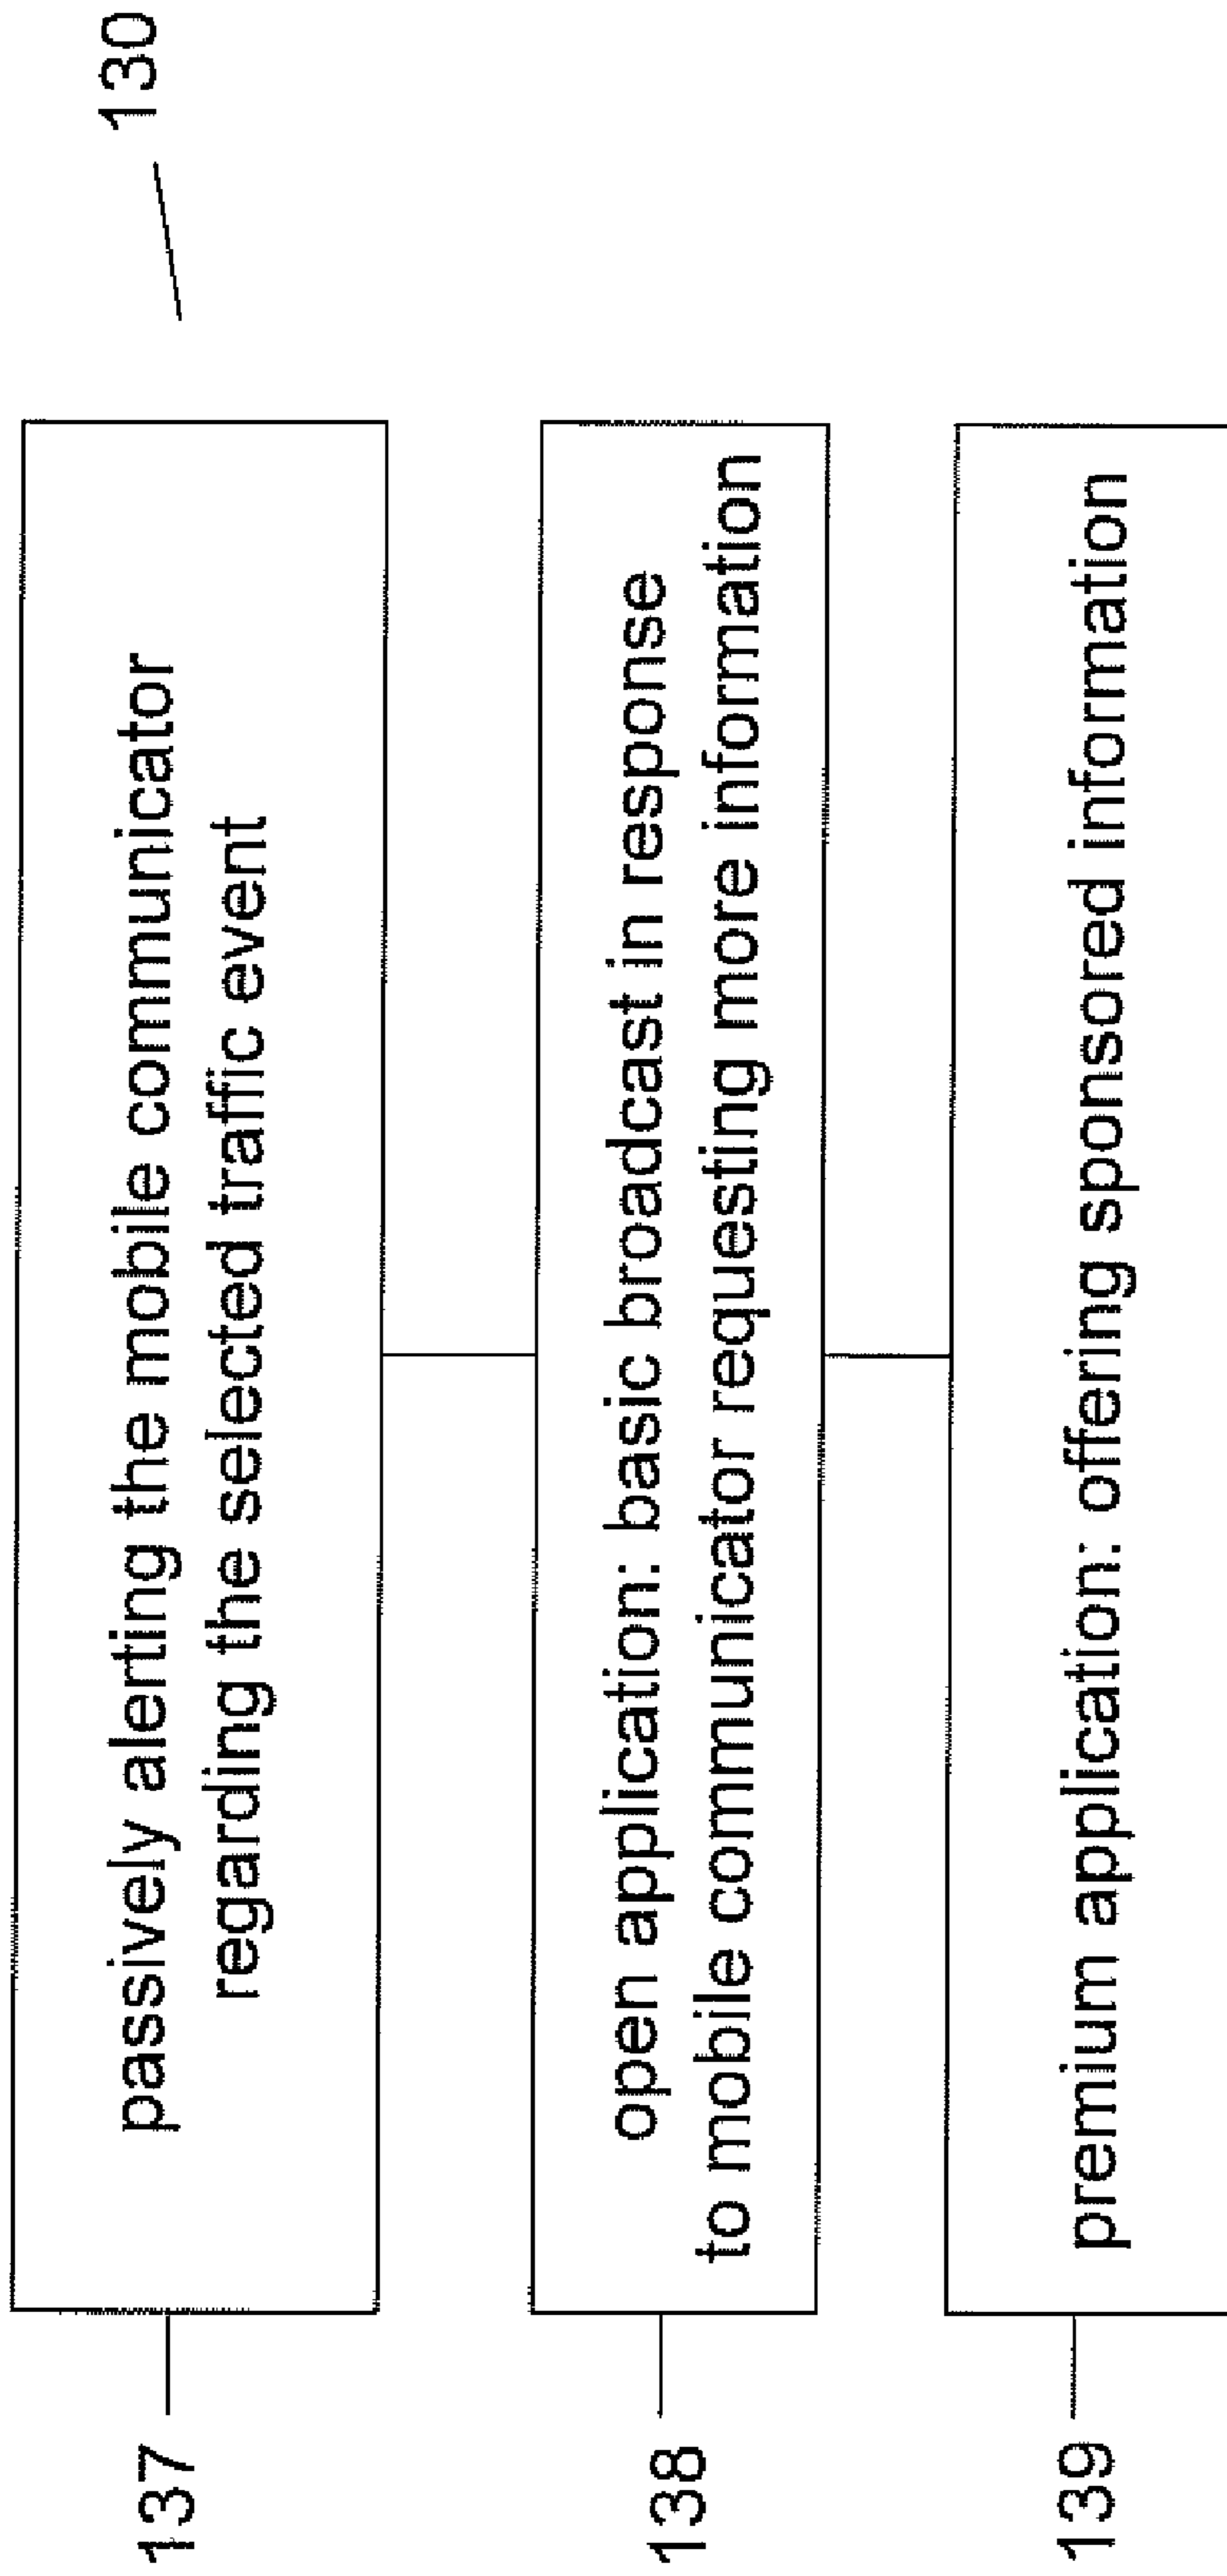 130
137
passively alerting the mobile communicator
regarding the selected traffic event
138
open application: basic broadcast in response
to mobile communicator requesting more information
139
premium application: offering sponsored information